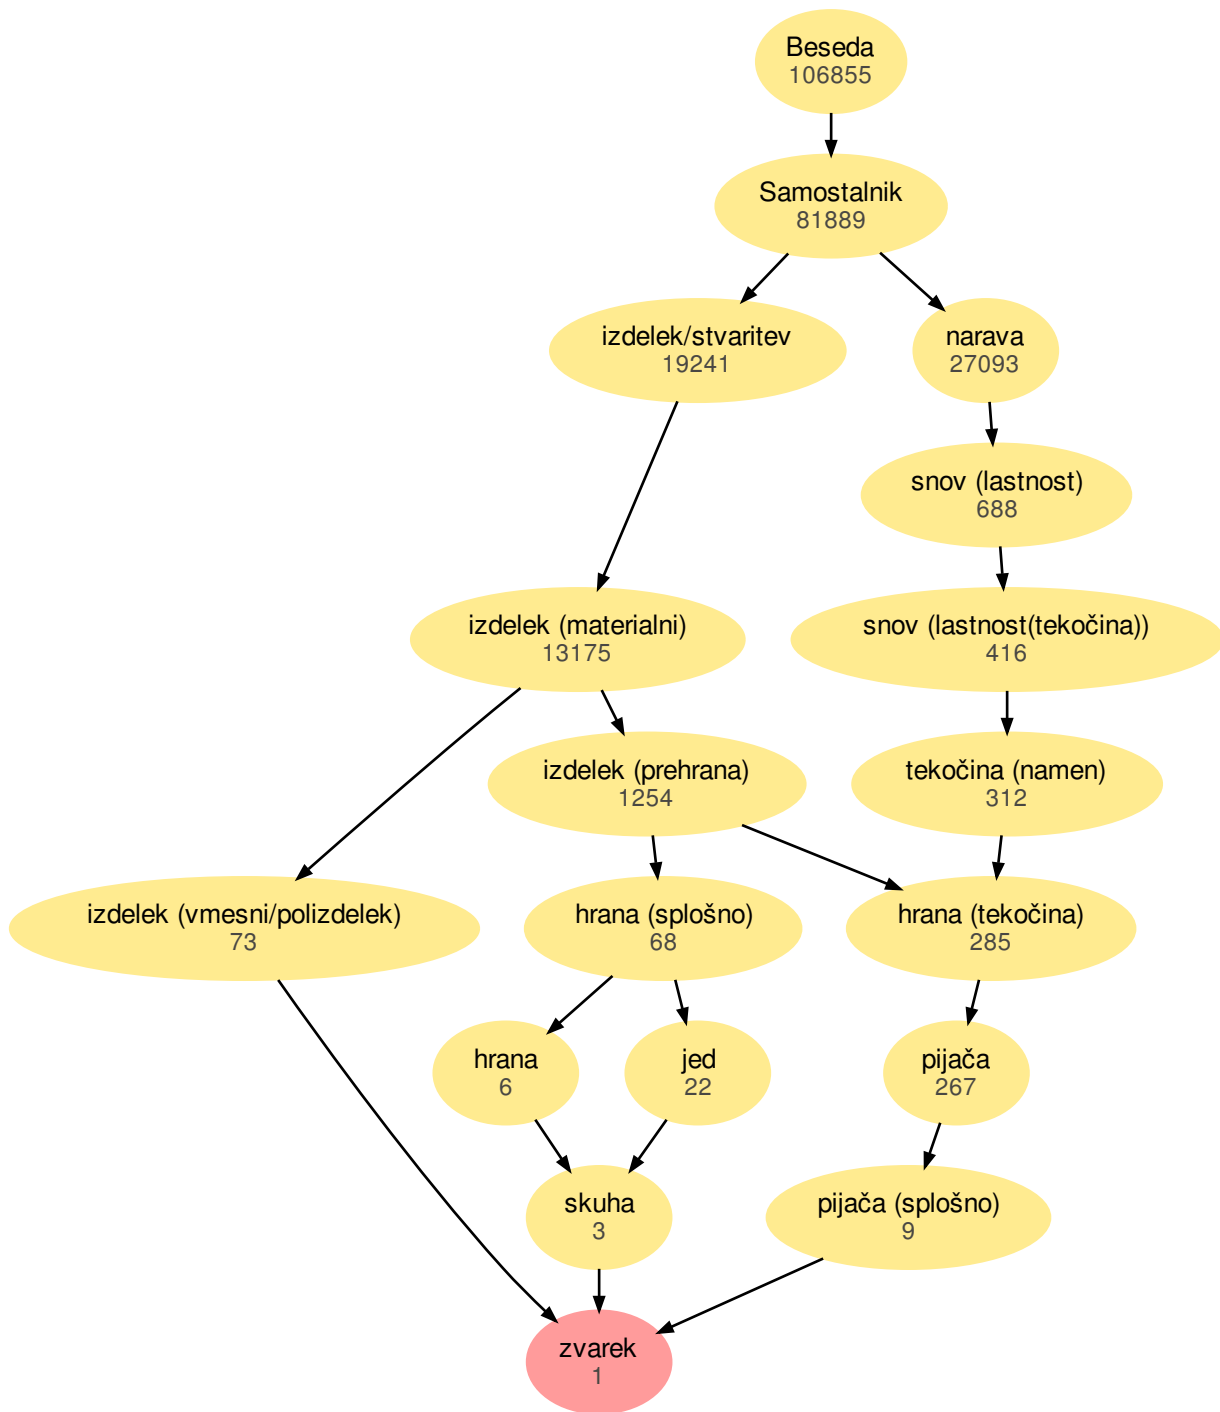 Beseda
106855
Samostalnik
81889
izdelek/stvaritev
19241
narava
27093
snov (lastnost)
688
izdelek (materialni)
13175
snov (lastnost(tekočina))
416
izdelek (prehrana)
1254
tekočina (namen)
312
izdelek (vmesni/polizdelek)
73
hrana (splošno)
68
hrana (tekočina)
285
hrana
6
jed
22
pijača
267
skuha
3
pijača (splošno)
9
zvarek
1